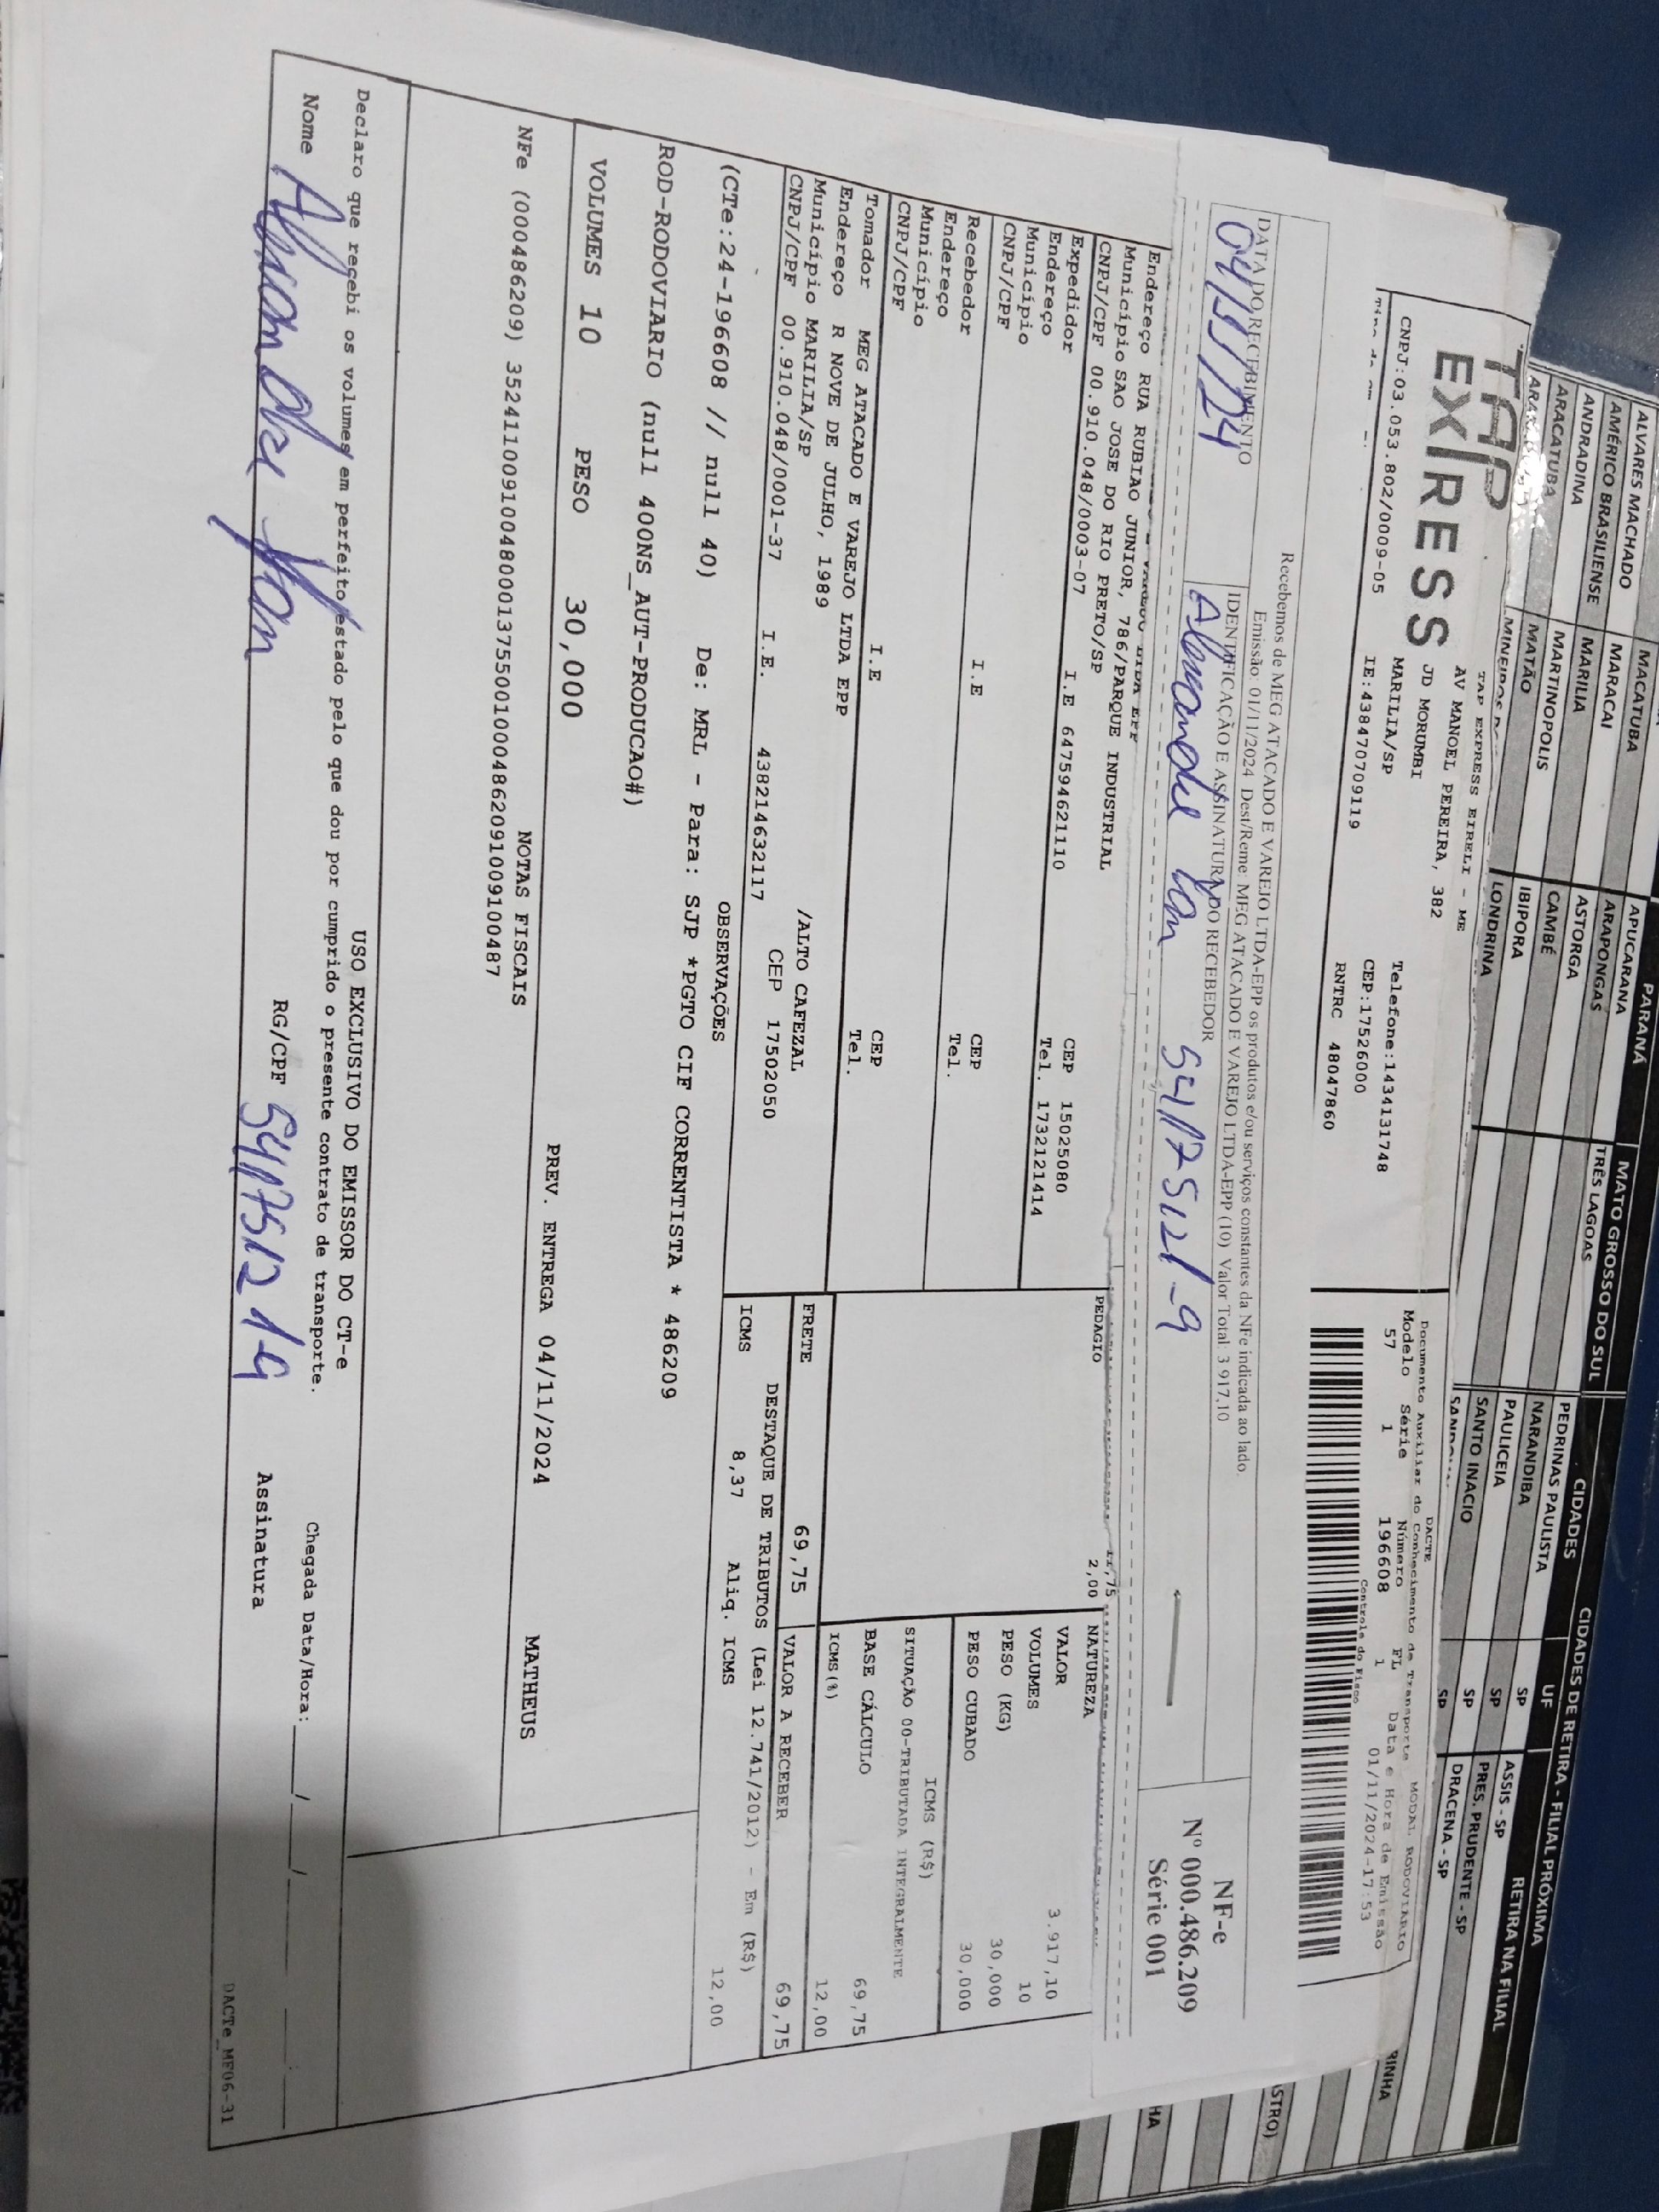 PARANÁ
MATO GROSSO DO SUL
CIDADES DE RETIRA - FILIAL PRÓXIMA
MACATUBA
APUCARANA
TRÊS LAGOAS
CIDADES
UF
RETIRA NA FILIAL
ALVARES MACHADO
MARACAI
ARAPONGAS
PEDRINAS PAULISTA
SP
ASSIS - SP
AMÉRICO BRASILIENSE
MARILIA
ASTORGA
NARANDIBA
SP
PRES. PRUDENTE - SP
ANDRADINA
MARTINOPOLIS
CAMBÉ
PAULICEIA
SP
DRACENA - SP
ARACATUBA
MATÃO
IBIPORA
SANTO INACIO
SP
LONDRINA
TAP
EXPRESS
TAP EXPRESS EIRELI - ME
AV MANOEL PEREIRA, 382
JD MORUMBI
MARILIA/SP
Telefone:1434131748
CEP:17526000
CNPJ:03.053.802/0009-05
IE:438470709119
RNTRC 48047860
DACTE
Documento Auxiliar do Conhecimento de Transporte
MODAL RODOVIÁRIO
Modelo Série Número FL Data e Hora de Emissão
57 1 196608 1 01/11/2024-17:53
Controle do Fisco
Recebemos de MEG ATACADO E VAREJO LTDA-EPP os produtos e/ou serviços constantes da NFe indicada ao lado.
Emissão: 01/11/2024 Dest/Reme: MEG ATACADO E VAREJO LTDA-EPP (10) Valor Total: 3.917,10
DATA DO RECEBIMENTO
IDENTIFICAÇÃO E ASSINATURA DO RECEBEDOR
54175121-9
NF-e
Nº 000.486.209
Série 001
Endereço RUA RUBIAO JUNIOR, 786/PARQUE INDUSTRIAL
Município SAO JOSE DO RIO PRETO/SP
CEP 15025080
CNPJ/CPF 00.910.048/0003-07 I.E 647594621110 Tel. 1732121414
Expedidor
Endereço
Município CEP
CNPJ/CPF I.E Tel.
Recebedor
Endereço
Município CEP
CNPJ/CPF I.E Tel.
Tomador MEG ATACADO E VAREJO LTDA EPP
Endereço R NOVE DE JULHO, 1989 /ALTO CAFEZAL
Município MARILIA/SP CEP 17502050
CNPJ/CPF 00.910.048/0001-37 I.E. 438214632117
PEDAGIO 2,00
FRETE 69,75
NATUREZA
VALOR 3.917,10
VOLUMES 10
PESO (KG) 30,000
PESO CUBADO 30,000
ICMS (R$)
SITUAÇÃO 00-TRIBUTADA INTEGRALMENTE
BASE CÁLCULO 69,75
ICMS(%) 12,00
VALOR A RECEBER 69,75
DESTAQUE DE TRIBUTOS (Lei 12.741/2012) - Em (R$)
ICMS 8,37 Aliq. ICMS 12,00
OBSERVAÇÕES
(CTe:24-196608 // null 40) De: MRL - Para: SJP *PGTO CIF CORRENTISTA * 486209
ROD-RODOVIARIO (null 400NS_AUT-PRODUCAO#)
VOLUMES 10 PESO 30,000 PREV. ENTREGA 04/11/2024 MATHEUS
NOTAS FISCAIS
NFe (000486209) 35241100910048000137550010004862091009100487
USO EXCLUSIVO DO EMISSOR DO CT-e
Declaro que recebi os volumes em perfeito estado pelo que dou por cumprido o presente contrato de transporte.
Chegada Data/Hora:___/___/___ ___:___
Nome RG/CPF 54175121-9 Assinatura
DACTe_MF06-31